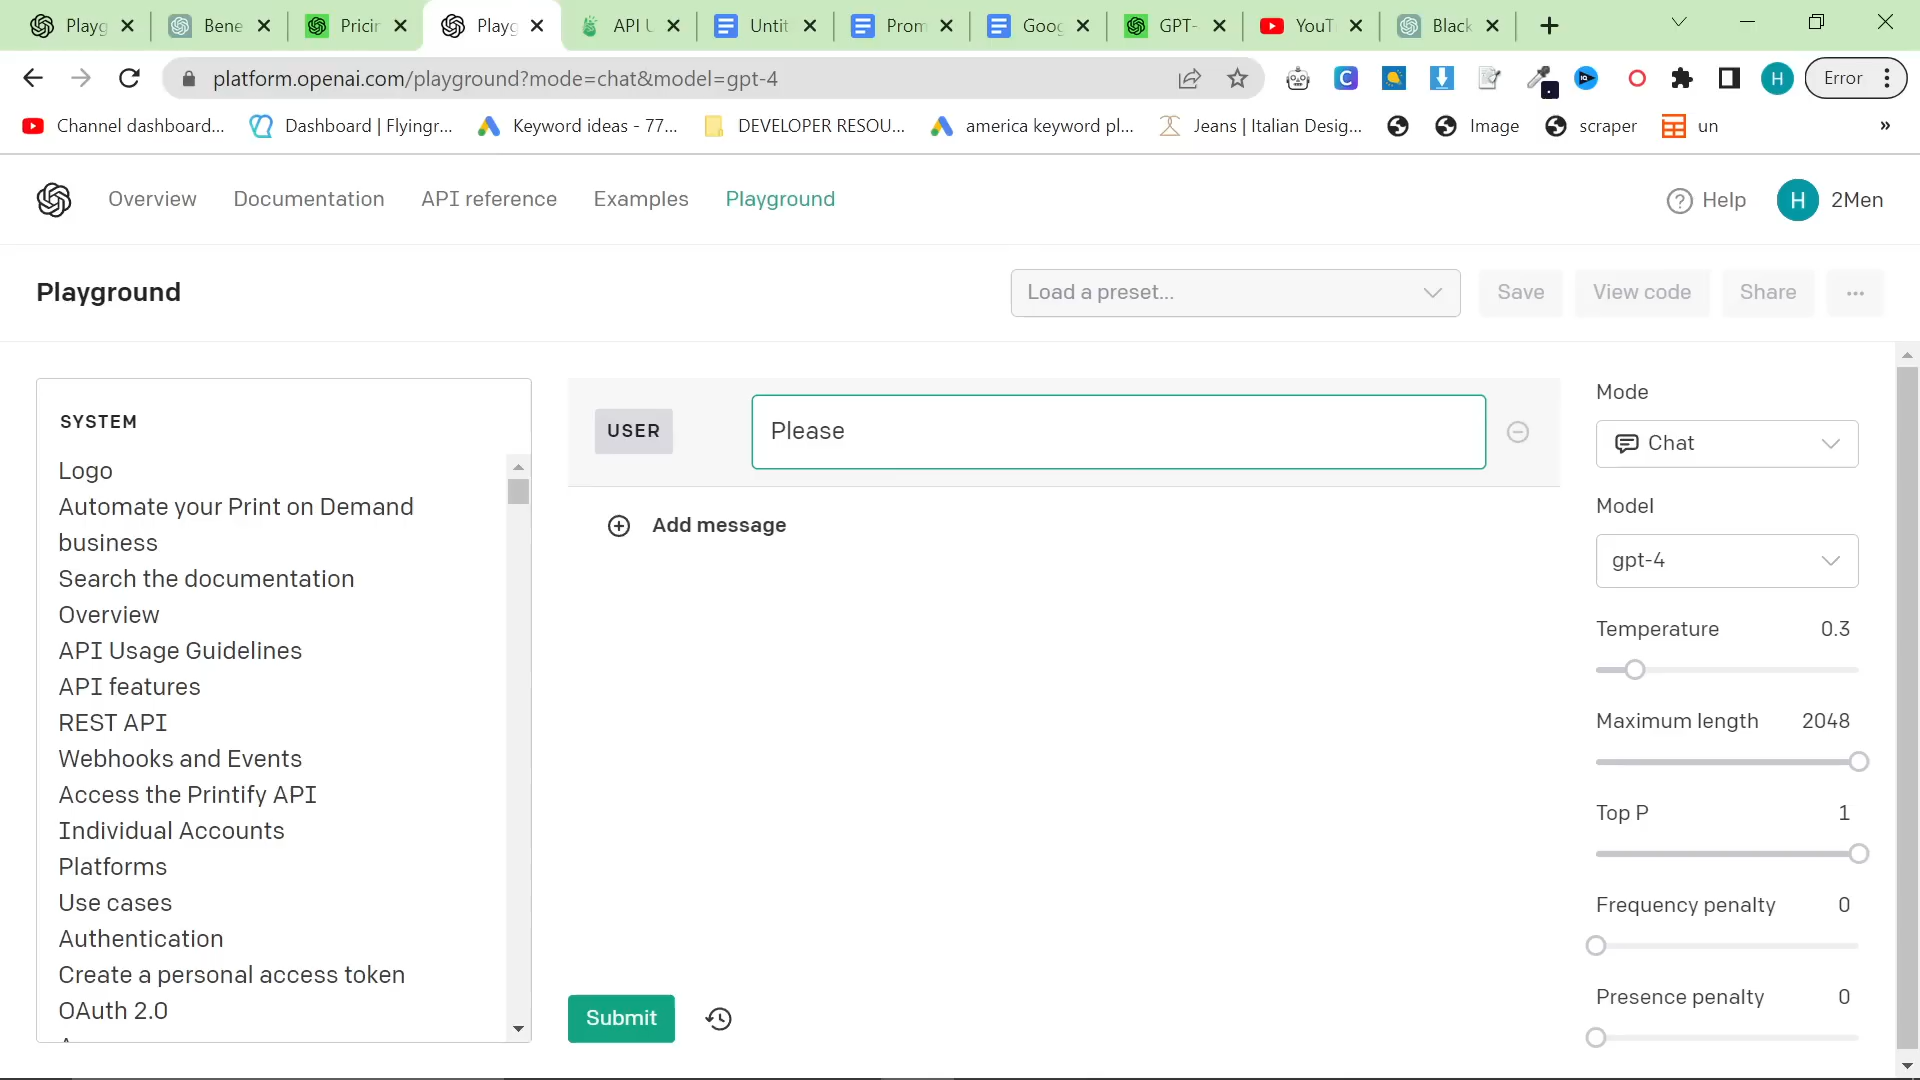 Playg
Bene
Pricin
Playg
API U
Untit
Prom
Goog
GPT-
YouT
Black
platform.openai.com/playground?mode=chat&model=gpt-4
H
Error
Channel dashboard...
Dashboard | Flyingr...
Keyword ideas - 77...
DEVELOPER RESOU...
america keyword pl...
Jeans | Italian Desig...
Image
scraper
un
»
Overview
Documentation
API reference
Examples
Playground
Help
H
2Men
Playground
Load a preset...
Save
View code
Share
...
SYSTEM
Logo
Automate your Print on Demand
business
Search the documentation
Overview
API Usage Guidelines
API features
REST API
Webhooks and Events
Access the Printify API
Individual Accounts
Platforms
Use cases
Authentication
Create a personal access token
OAuth 2.0
USER
Please
Add message
Submit
Mode
Chat
Model
gpt-4
Temperature 0.3
Maximum length 2048
Top P 1
Frequency penalty 0
Presence penalty 0